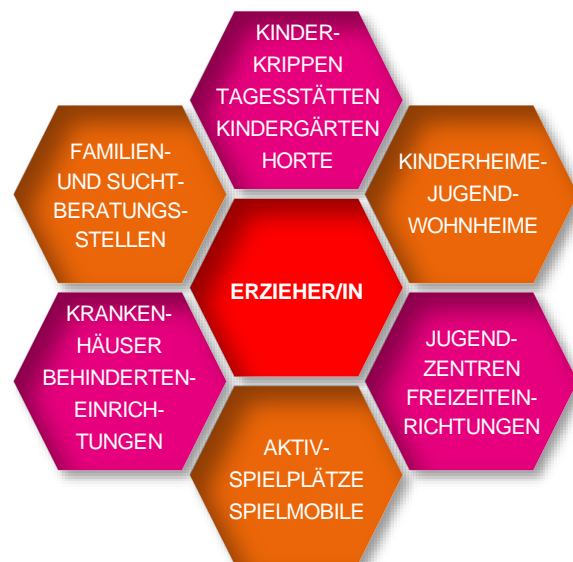 KINDER-
KRIPPEN
TAGESSTÄTTEN
KINDERGÄRTEN
HORTE
FAMILIEN-
UND SUCHT-
BERATUNGS-
STELLEN
KINDERHEIME-
JUGEND-
WOHNHEIME
ERZIEHER/IN
KRANKEN-
HÄUSER
BEHINDERTEN-
EINRICH-
TUNGEN
JUGEND-
ZENTREN
FREIZEITEIN-
RICHTUNGEN
AKTIV-
SPIELPLÄTZE
SPIELMOBILE